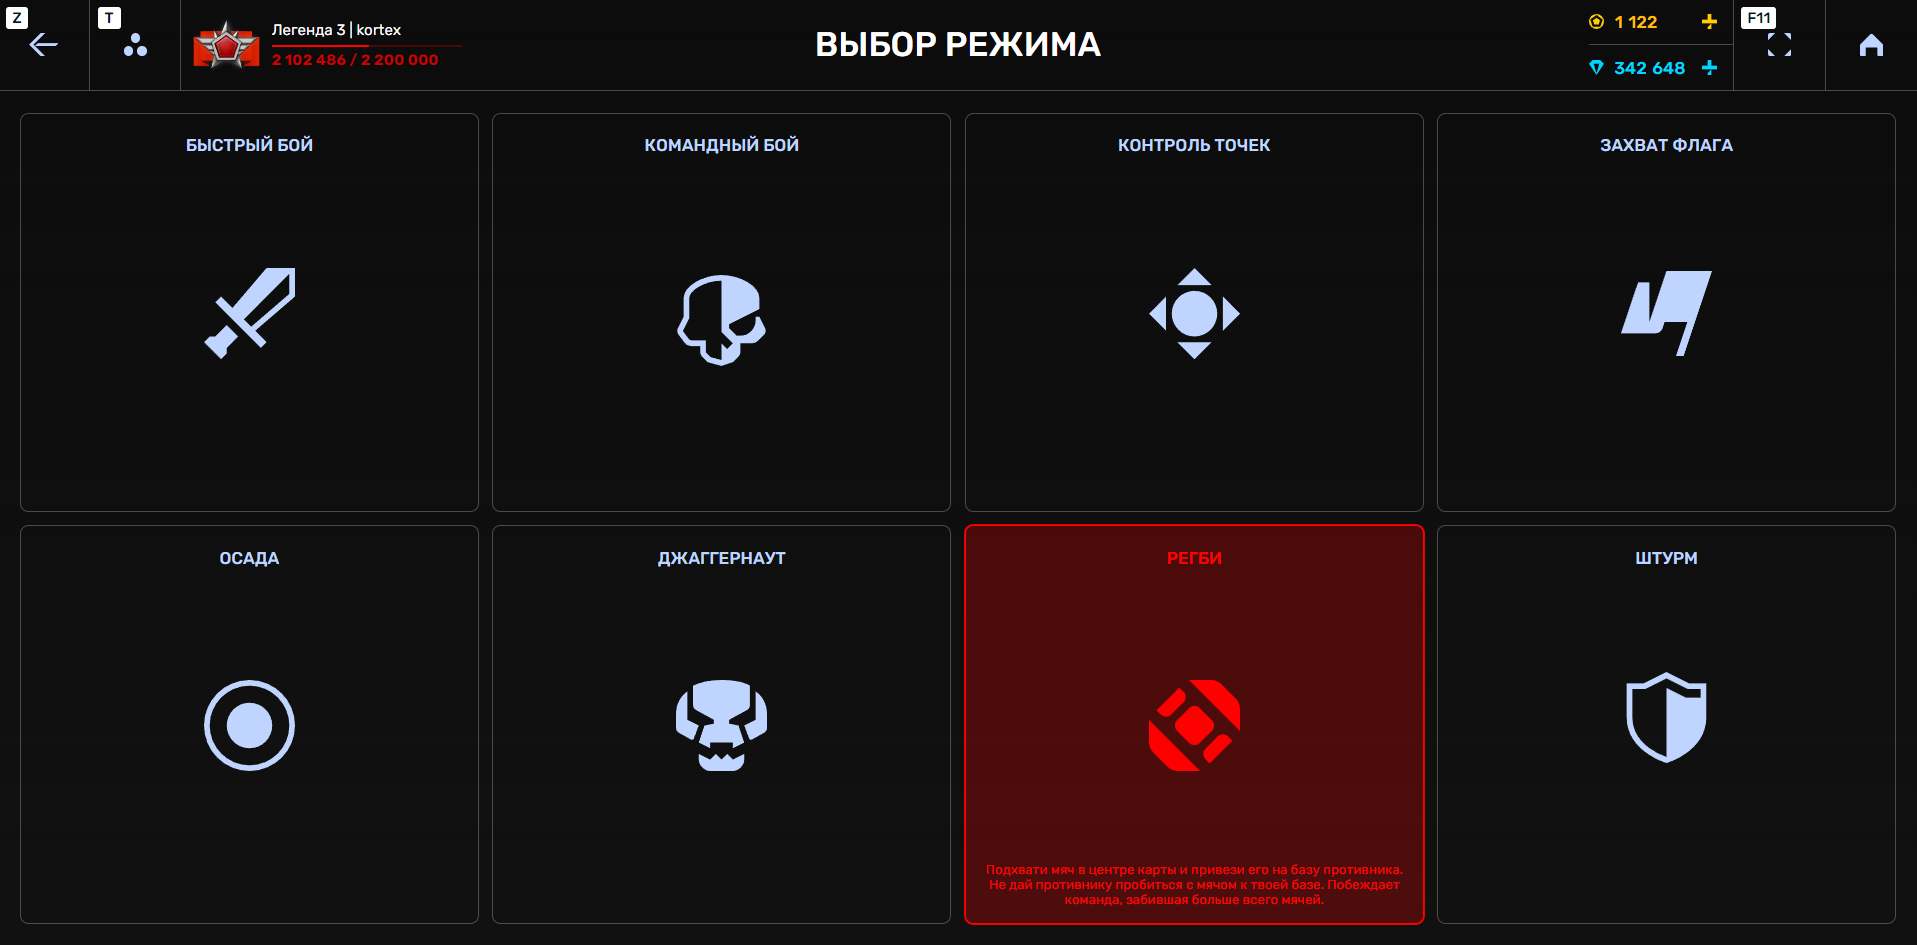 Z
T
Легенда 3 | kortex
2 102 486 / 2 200 000
ВЫБОР РЕЖИМА
1 122
342 648
F11
БЫСТРЫЙ БОЙ
КОМАНДНЫЙ БОЙ
КОНТРОЛЬ ТОЧЕК
ЗАХВАТ ФЛАГА
ОСАДА
ДЖАГГЕРНАУТ
РЕГБИ
Подхвати мяч в центре карты и привези его на базу противника.
Не дай противнику пробиться с мячом к твоей базе. Побеждает
команда, забившая больше всего мячей.
ШТУРМ